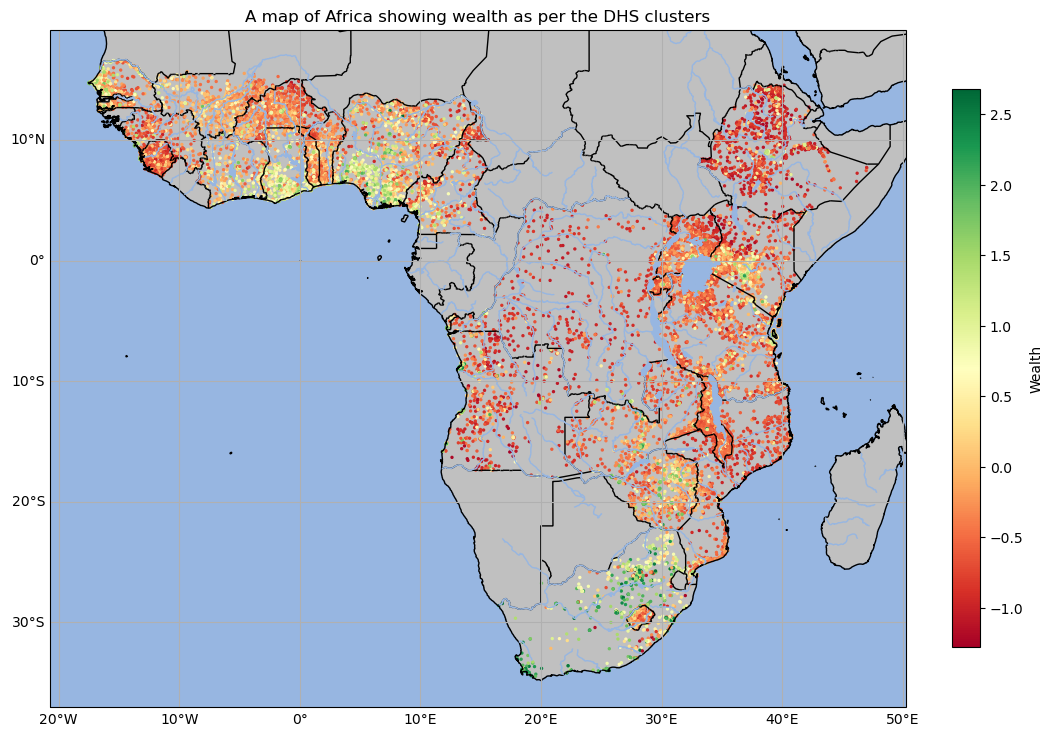 A map of Africa showing wealth as per the DHS clusters
10°N
0°
10°S
20°S
30°S
20°W
10°W
0°
10°E
20°E
30°E
40°E
50°E
2.5
2.0
1.5
1.0
0.5
0.0
−0.5
−1.0
Wealth